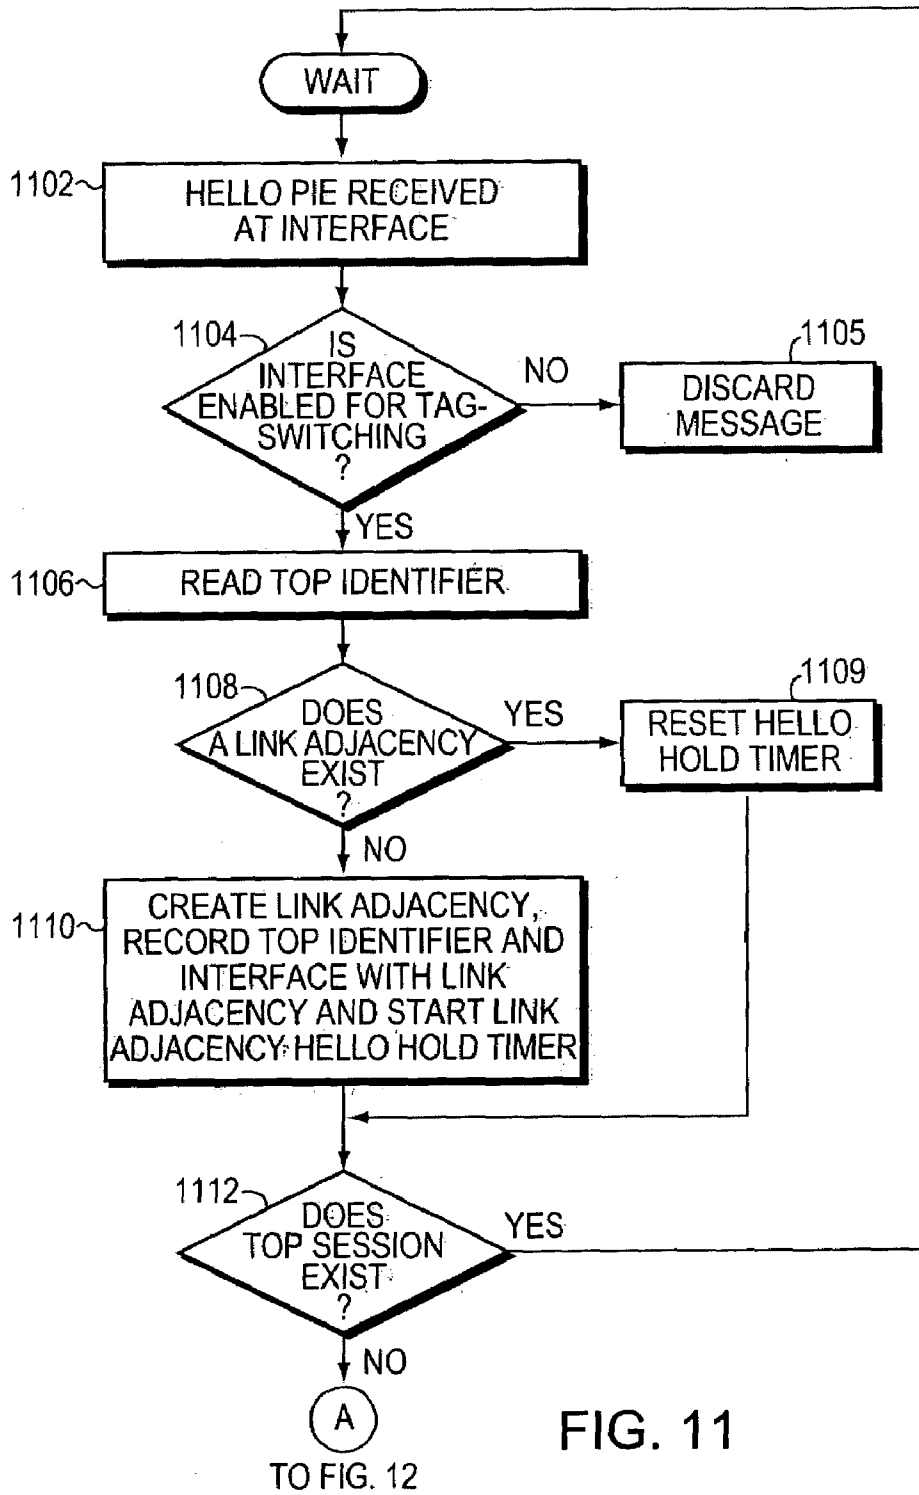 WAIT
1102
HELLO PIE RECEIVED
AT INTERFACE
1104
IS
INTERFACE
ENABLED FOR TAG-
SWITCHING
?
NO
1105
DISCARD
MESSAGE
YES
1106
READ TOP IDENTIFIER
1108
DOES
A LINK ADJACENCY
EXIST
?
YES
1109
RESET HELLO
HOLD TIMER
NO
1110
CREATE LINK ADJACENCY,
RECORD TOP IDENTIFIER AND
INTERFACE WITH LINK
ADJACENCY AND START LINK
ADJACENCY HELLO HOLD TIMER
1112
DOES
TOP SESSION
EXIST
?
YES
NO
A
TO FIG. 12
FIG. 11